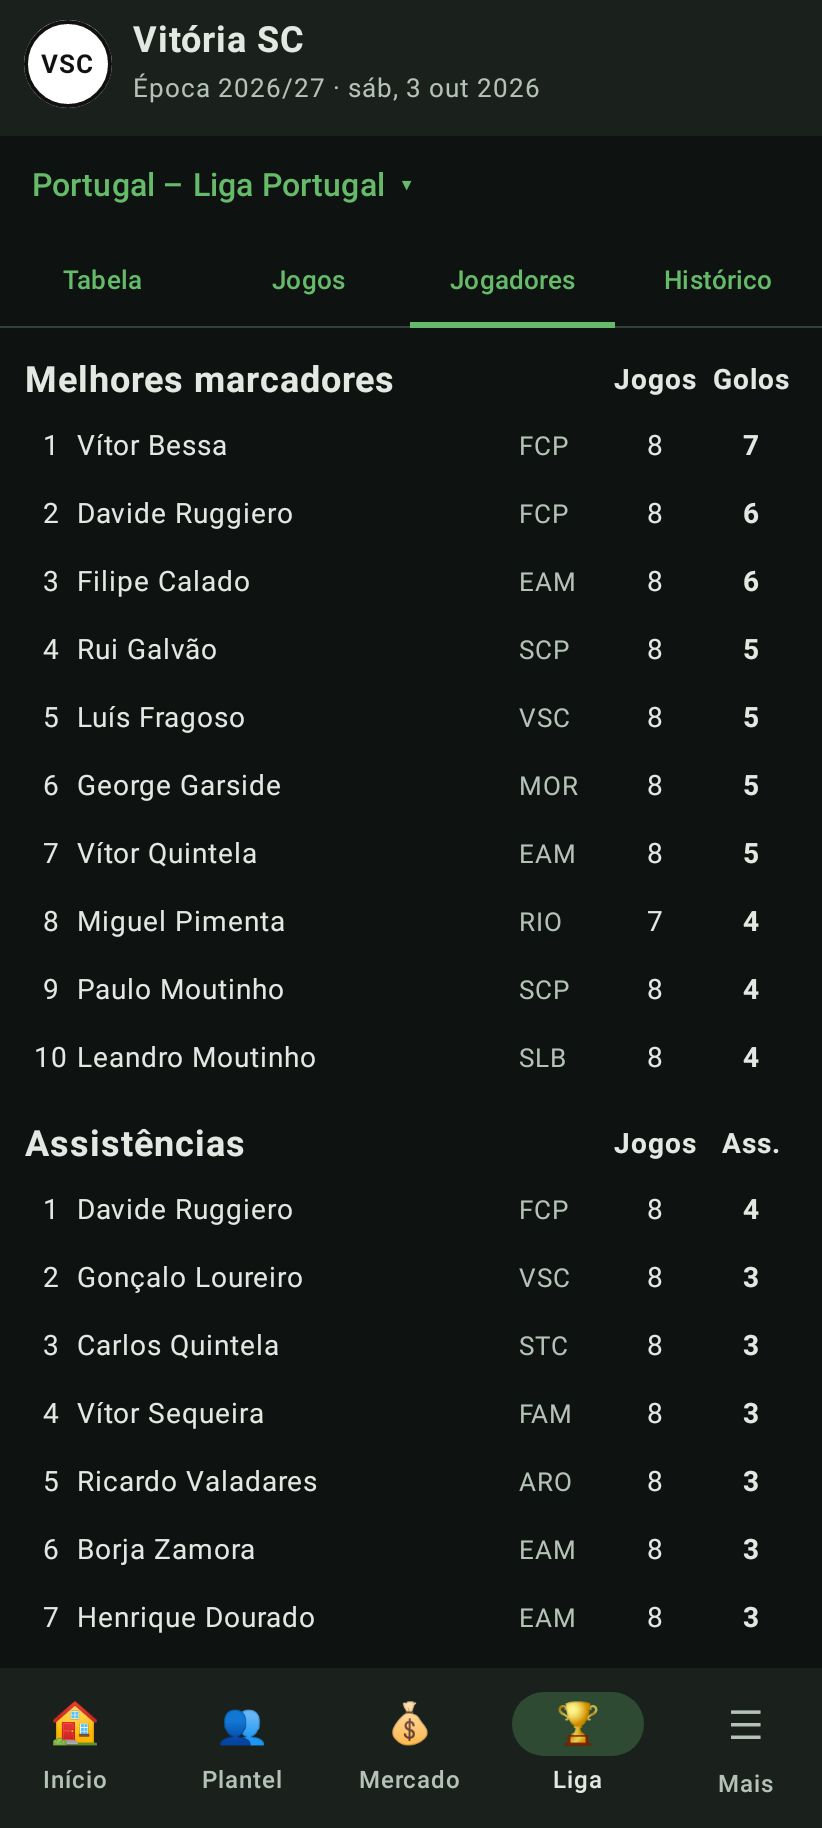 VSC
Vitória SC
Época 2026/27 · sáb, 3 out 2026
Portugal – Liga Portugal ▾
Tabela Jogos Jogadores Histórico
Melhores marcadores Jogos Golos
1 Vítor Bessa FCP 8 7
2 Davide Ruggiero FCP 8 6
3 Filipe Calado EAM 8 6
4 Rui Galvão SCP 8 5
5 Luís Fragoso VSC 8 5
6 George Garside MOR 8 5
7 Vítor Quintela EAM 8 5
8 Miguel Pimenta RIO 7 4
9 Paulo Moutinho SCP 8 4
10 Leandro Moutinho SLB 8 4
Assistências Jogos Ass.
1 Davide Ruggiero FCP 8 4
2 Gonçalo Loureiro VSC 8 3
3 Carlos Quintela STC 8 3
4 Vítor Sequeira FAM 8 3
5 Ricardo Valadares ARO 8 3
6 Borja Zamora EAM 8 3
7 Henrique Dourado EAM 8 3
Início Plantel Mercado Liga Mais